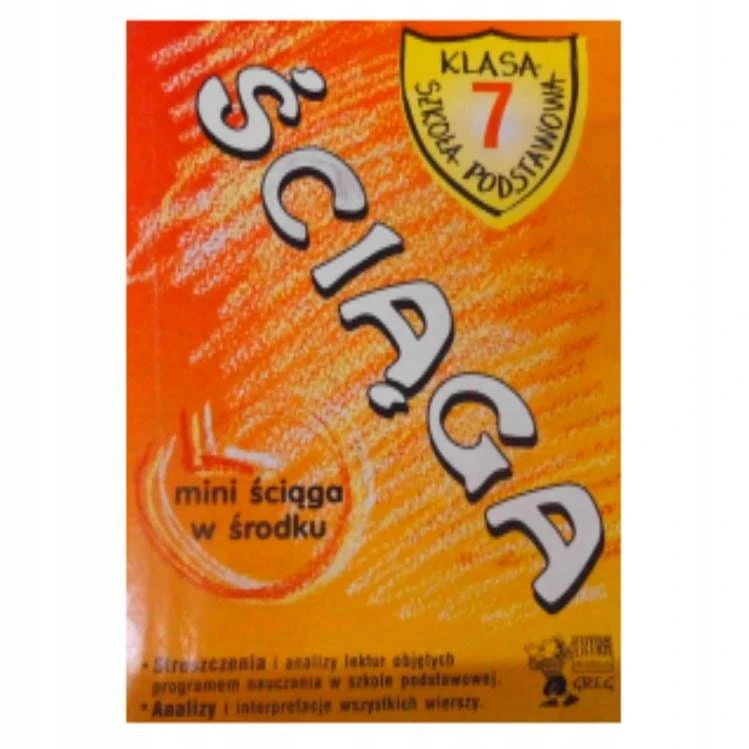 KLASA
7
SZKOŁA PODSTAWOWA
ŚCIĄGA
mini ściąga
w środku
• Streszczenia i analizy lektur objętych
programem nauczania w szkole podstawowej.
• Analizy i interpretacje wszystkich wierszy.
GREG